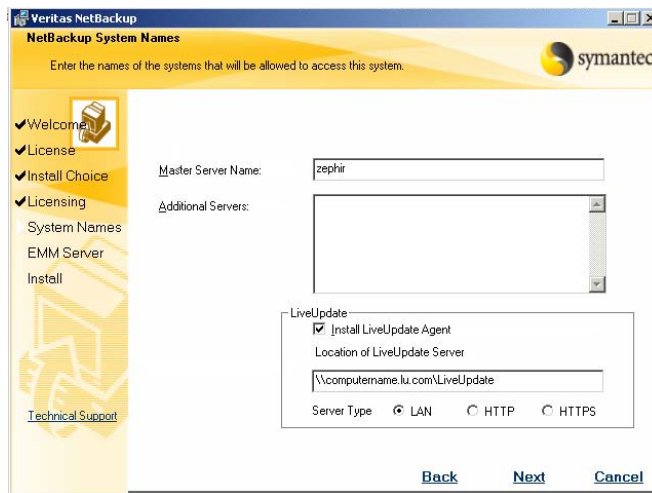 Veritas NetBackup
NetBackup System Names
Enter the names of the systems that will be allowed to access this system.
symantec
Welcome
License
Install Choice
Licensing
System Names
EMM Server
Install
Technical Support
Master Server Name:
zephir
Additional Servers:
LiveUpdate
Install LiveUpdate Agent
Location of LiveUpdate Server
\\computername.lu.com\LiveUpdate
Server Type LAN HTTP HTTPS
Back Next Cancel